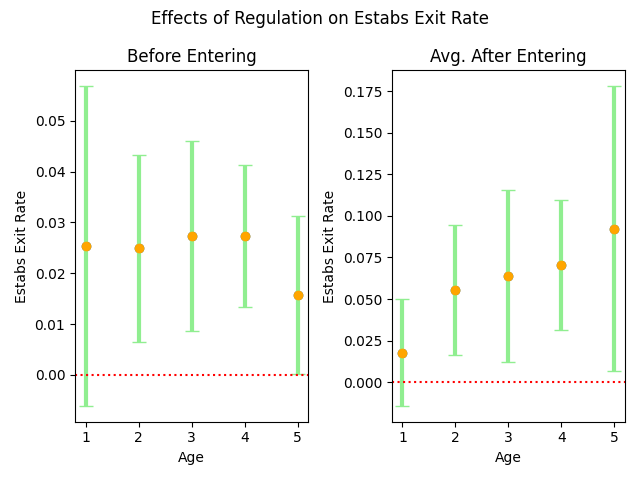 Effects of Regulation on Estabs Exit Rate
Before Entering
Estabs Exit Rate
0.05
0.04
0.03
0.02
0.01
0.00
1 2 3 4 5
Age
Avg. After Entering
Estabs Exit Rate
0.175
0.150
0.125
0.100
0.075
0.050
0.025
0.000
1 2 3 4 5
Age